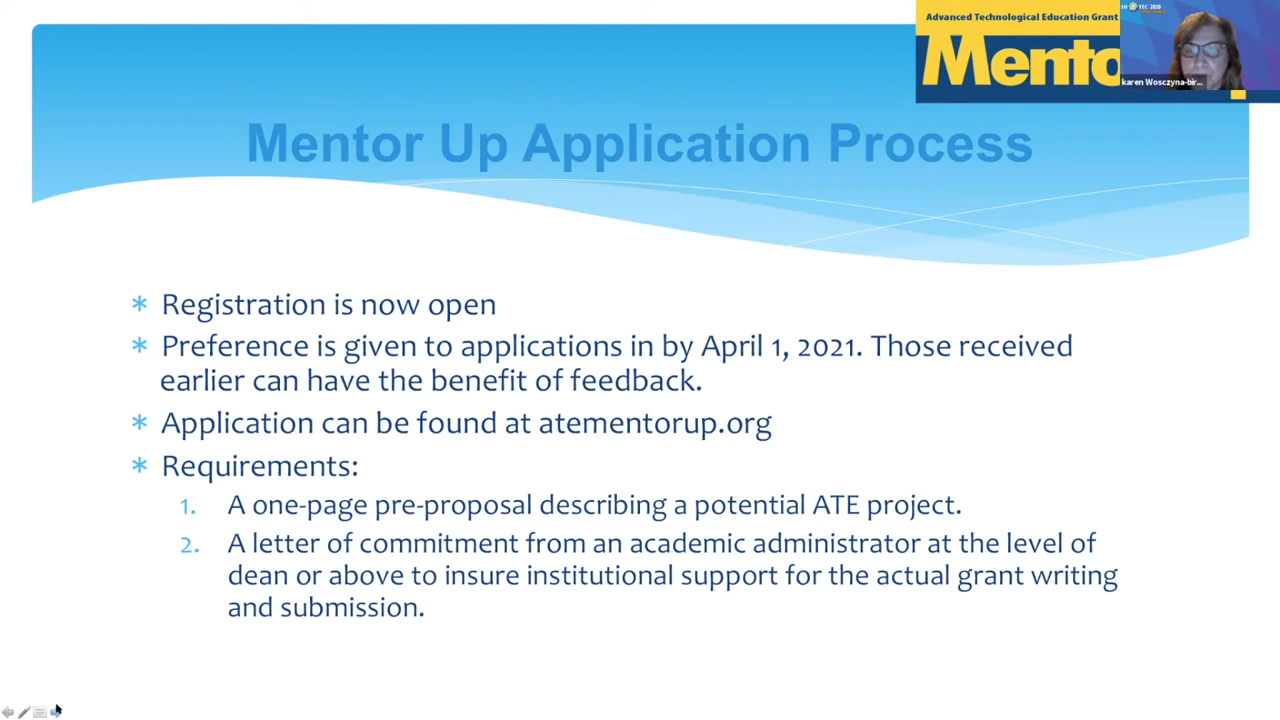 Advanced Technological Education Grant
HI TEC 2020
Mento
karen Wosczyna-bir...
Mentor Up Application Process
* Registration is now open
* Preference is given to applications in by April 1, 2021. Those received
earlier can have the benefit of feedback.
* Application can be found at atementorup.org
* Requirements:
1. A one-page pre-proposal describing a potential ATE project.
2. A letter of commitment from an academic administrator at the level of
dean or above to insure institutional support for the actual grant writing
and submission.